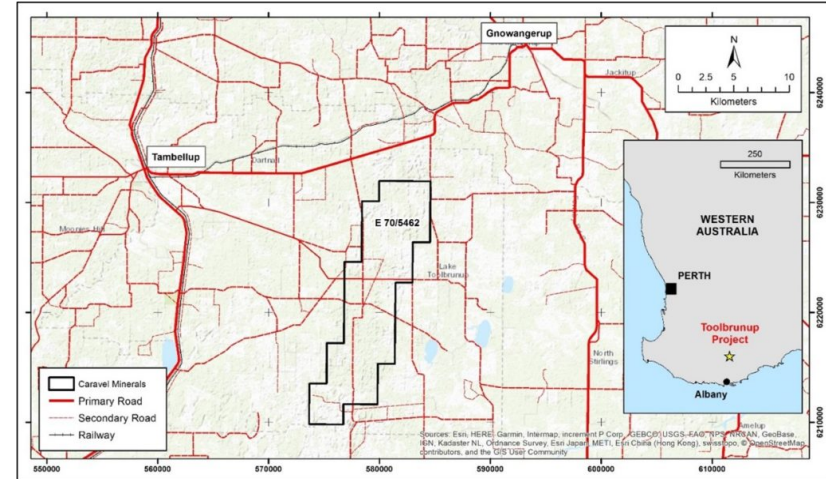 Gnowangerup
N
0 2.5 5 10
Kilometers
Jackitup
6240000
Tambellup
Dartnall
250
Kilometers
WESTERN
AUSTRALIA
E 70/5462
6230000
Lake
Toolbrunup
PERTH
6220000
Toolbrunup
Project
North
Stirlings
Albany
Caravel Minerals
Primary Road
Secondary Road
Railway
Amelup
6210000
Sources: Esri, HERE, Garmin, Intermap, increment P Corp., GEBCO, USGS, FAO, NPS, NRCAN, GeoBase,
IGN, Kadaster NL, Ordnance Survey, Esri Japan, METI, Esri China (Hong Kong), swisstopo, © OpenStreetMap
contributors, and the GIS User Community
550000 560000 570000 580000 590000 600000 610000